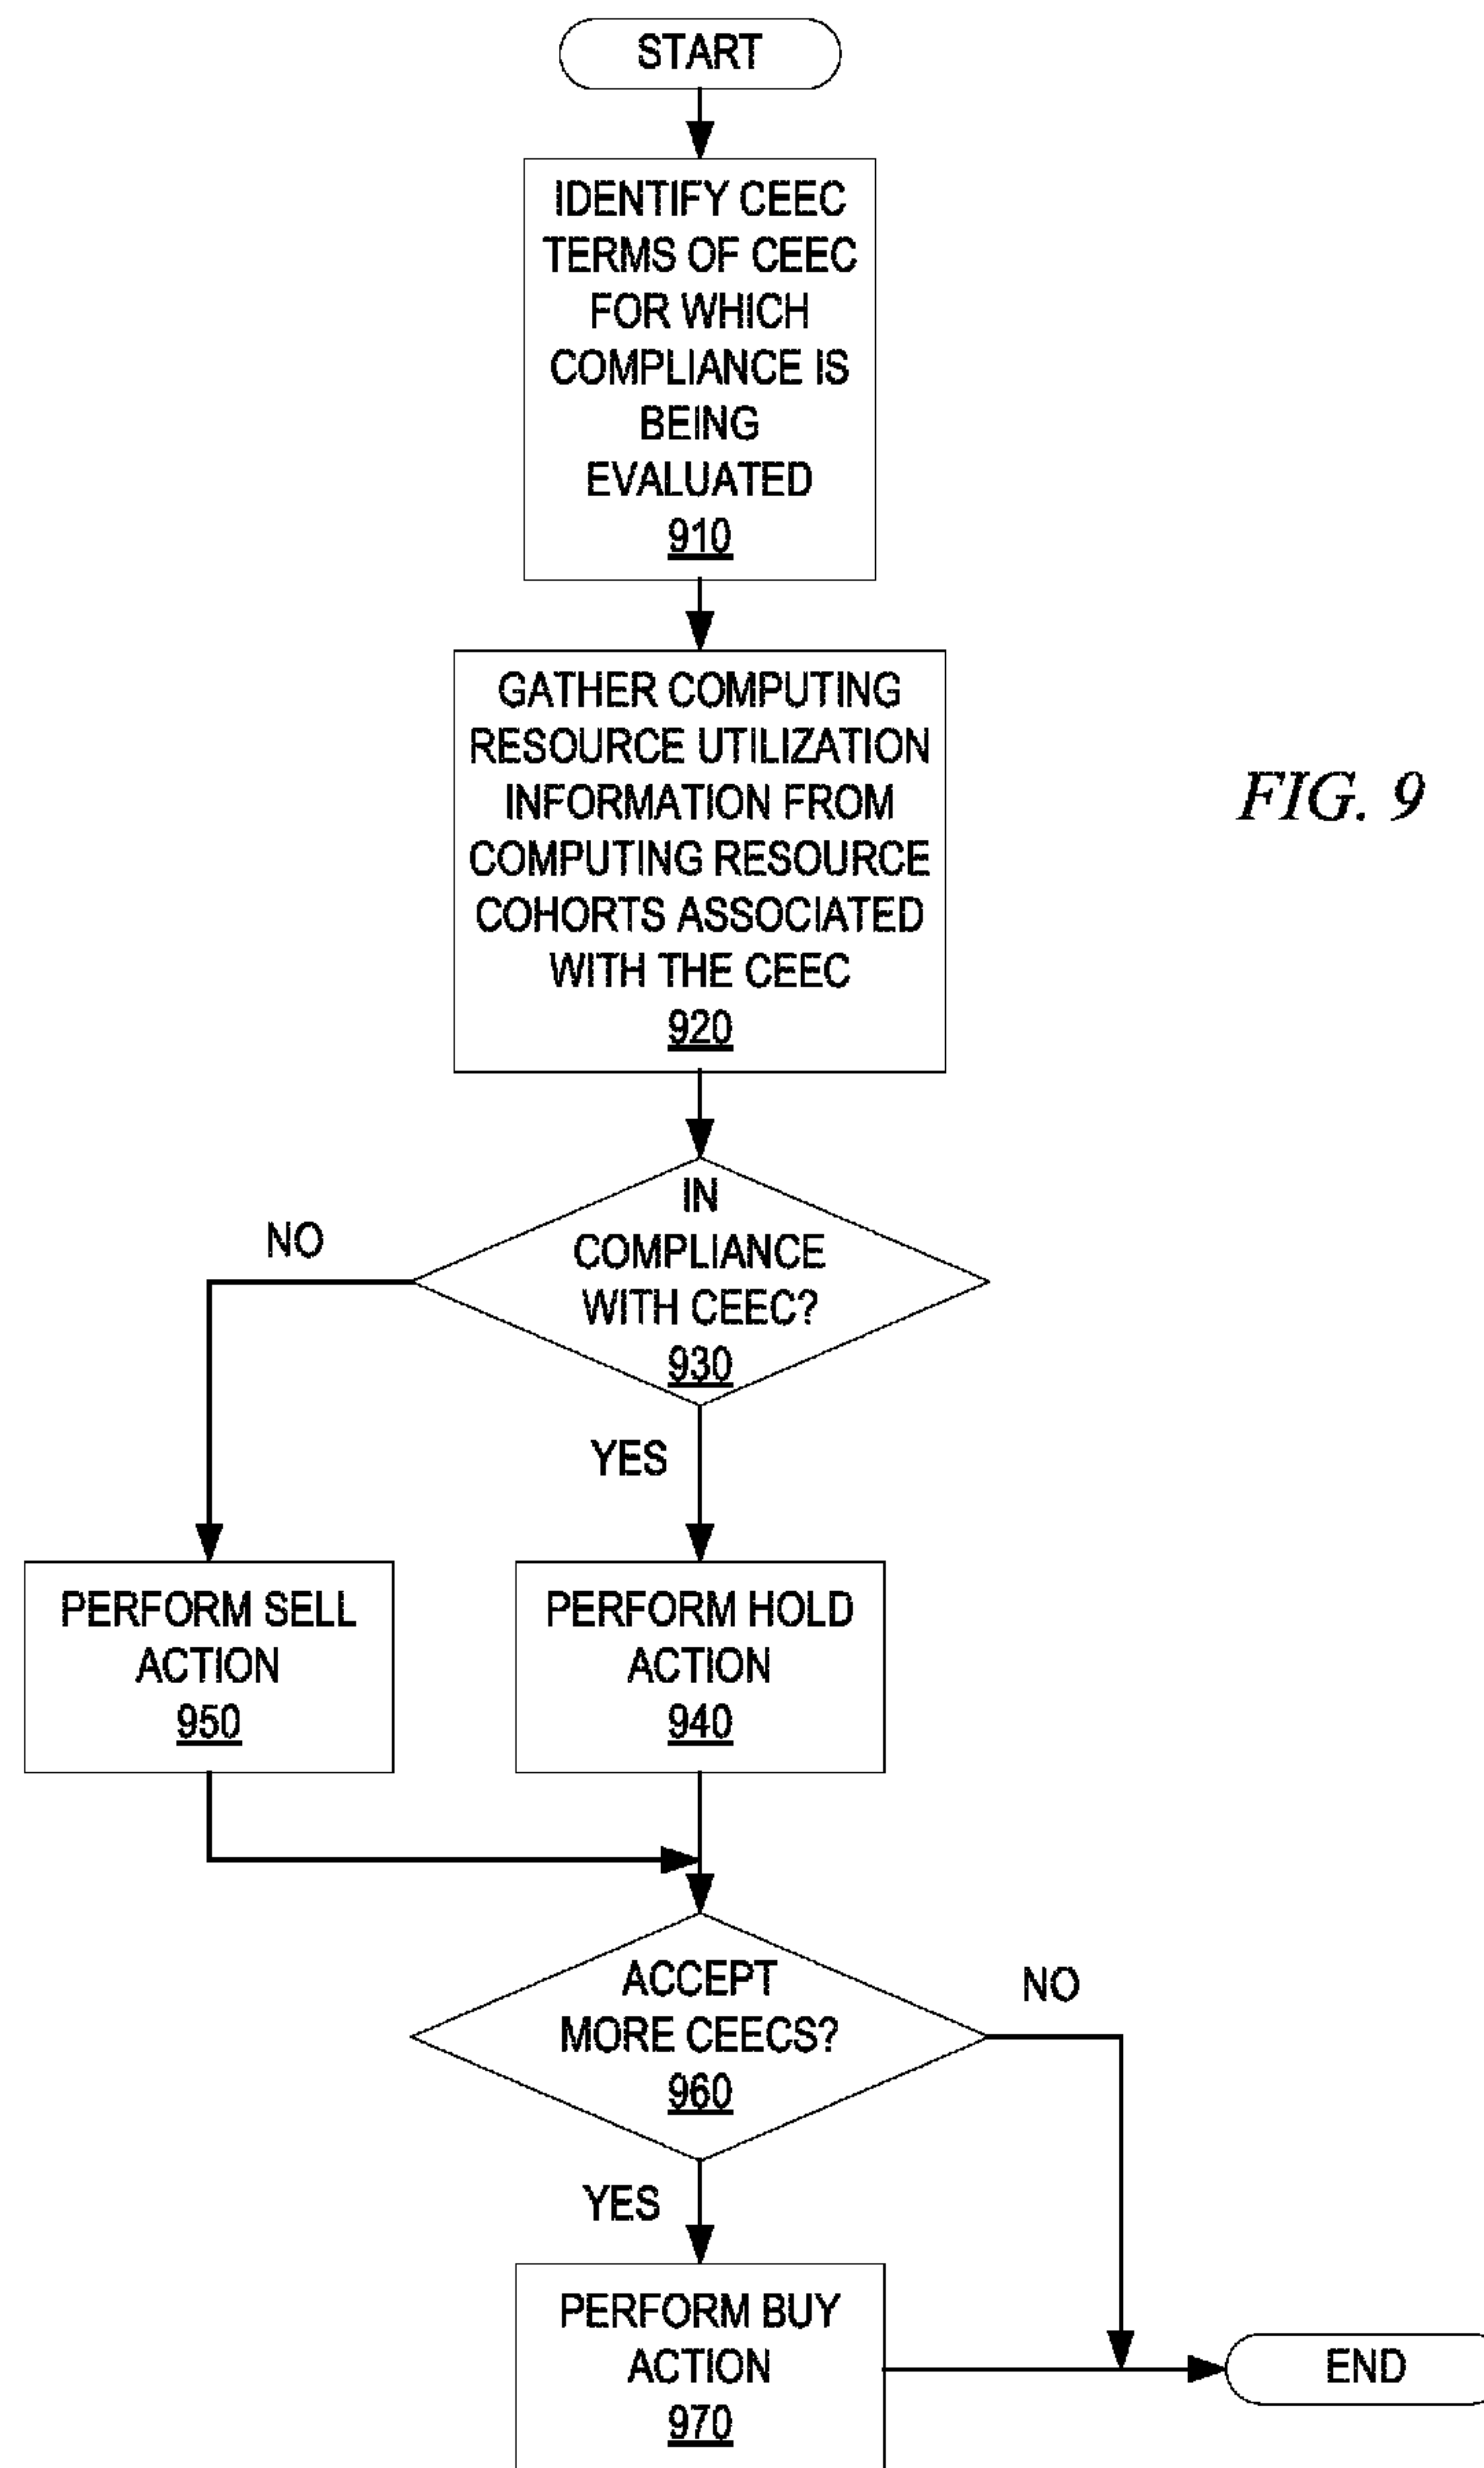 START
IDENTIFY CEEC
TERMS OF CEEC
FOR WHICH
COMPLIANCE IS
BEING
EVALUATED
910
GATHER COMPUTING
RESOURCE UTILIZATION
INFORMATION FROM
COMPUTING RESOURCE
COHORTS ASSOCIATED
WITH THE CEEC
920
FIG. 9
IN
COMPLIANCE
WITH CEEC?
930
NO
YES
PERFORM SELL
ACTION
950
PERFORM HOLD
ACTION
940
ACCEPT
MORE CEECS?
960
NO
YES
PERFORM BUY
ACTION
970
END